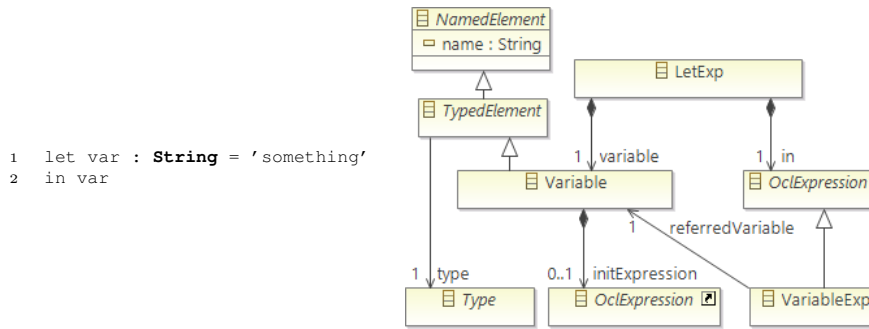 1 let var : String = 'something'
2 in var
NamedElement
name : String
LetExp
TypedElement
1 variable
1 in
Variable
OclExpression
referredVariable
1
1 type
0..1 initExpression
Type
OclExpression
VariableExp